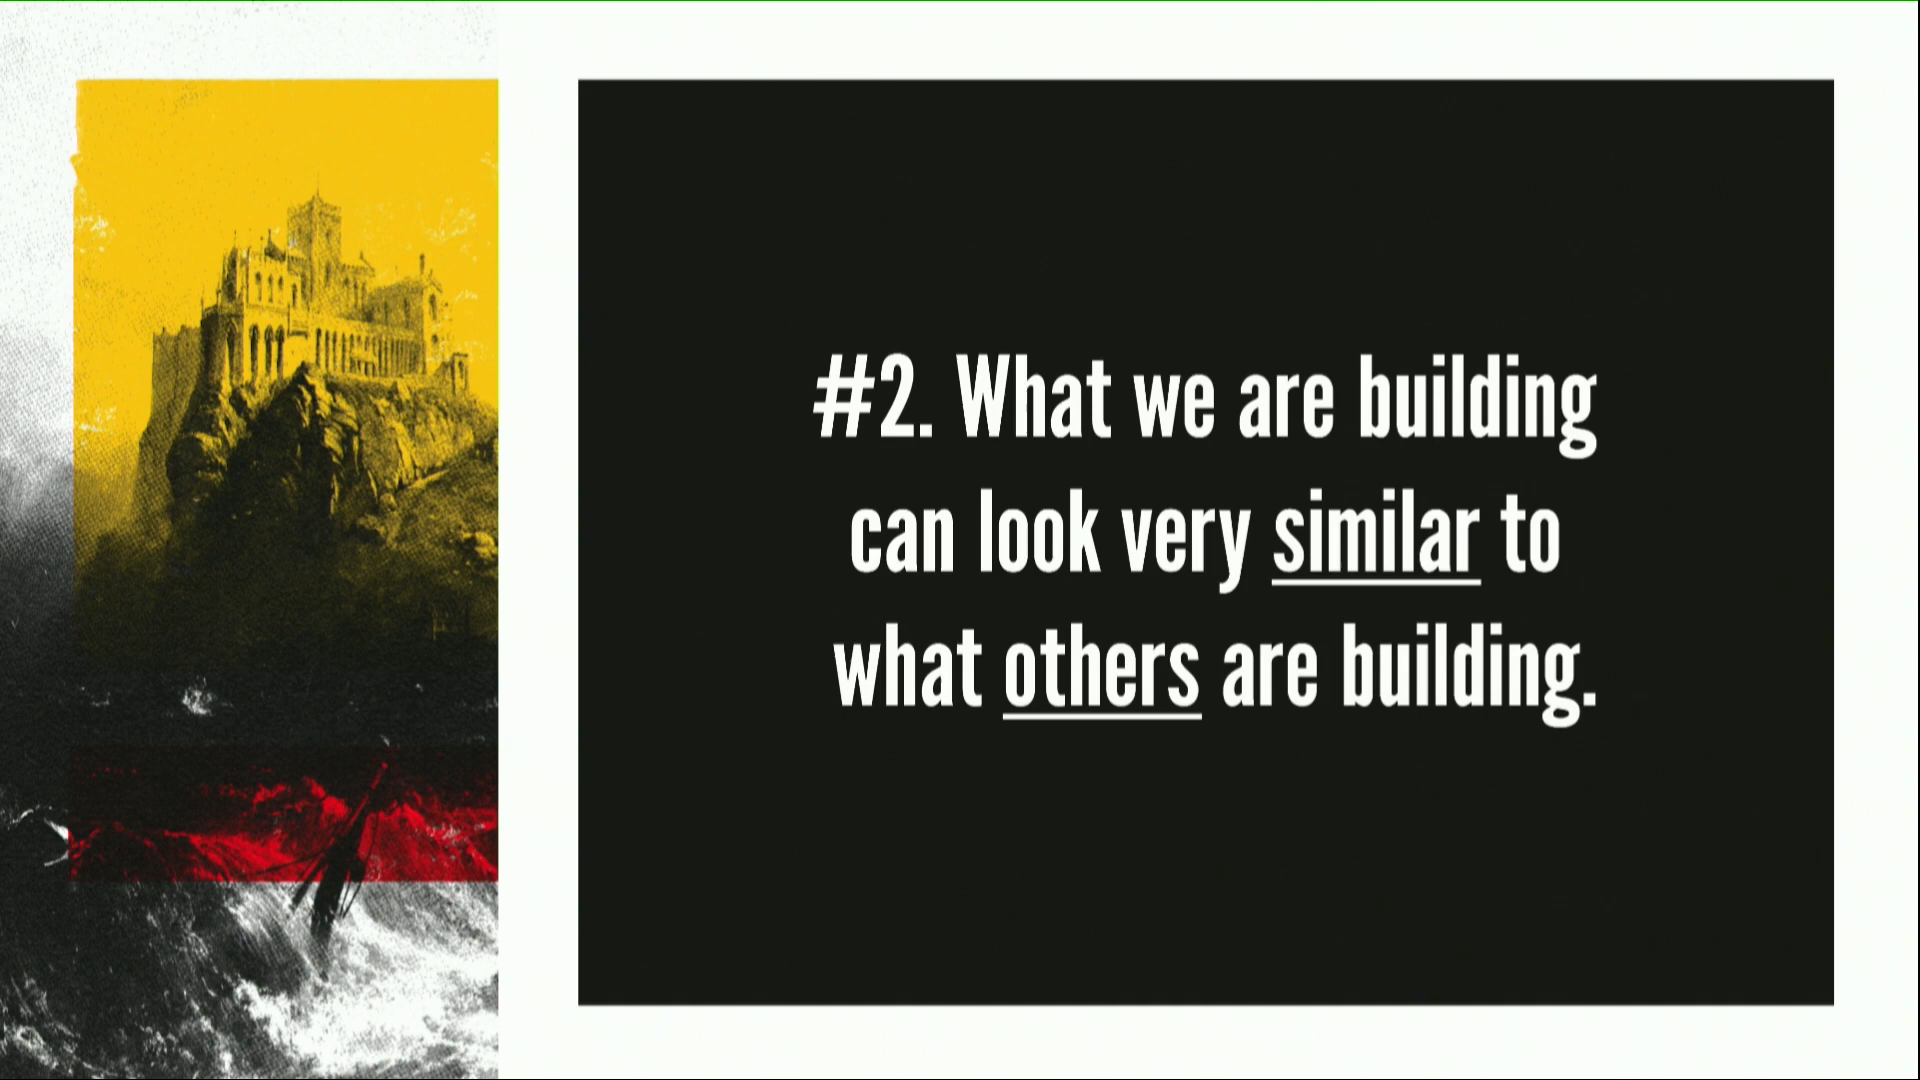 #2. What we are building
can look very similar to
what others are building.